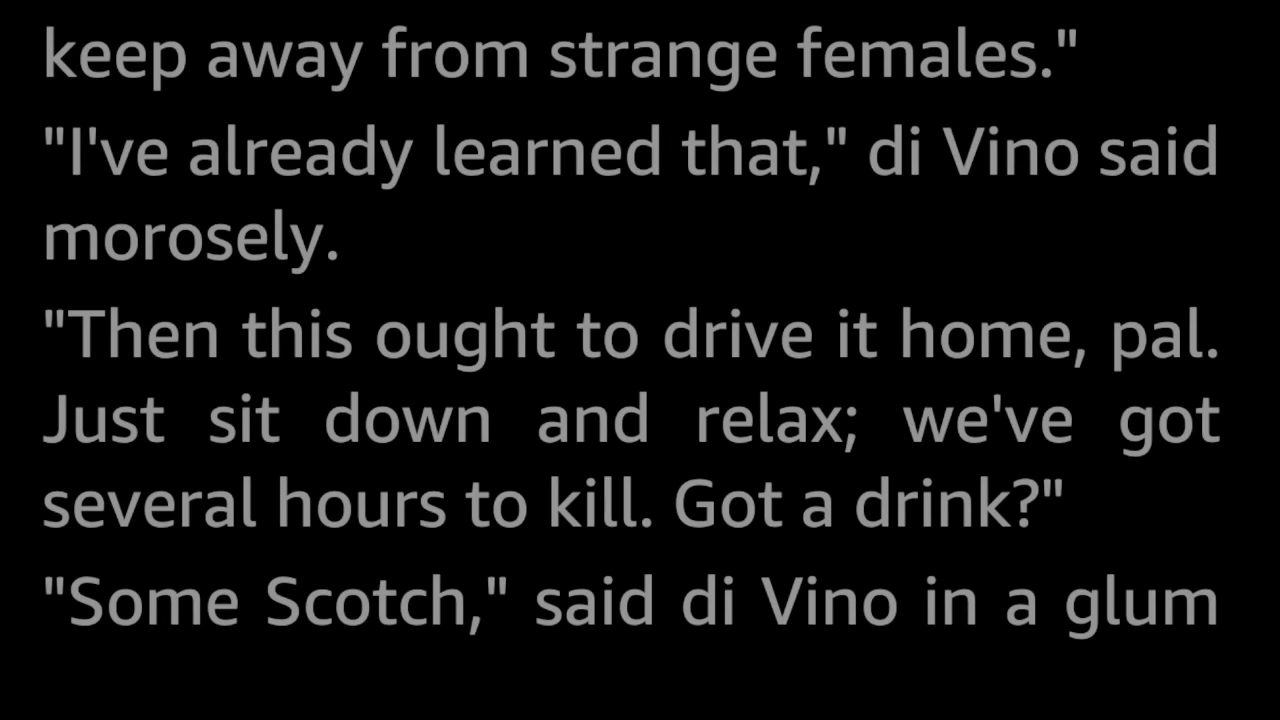 keep away from strange females."
"I've already learned that," di Vino said
morosely.
"Then this ought to drive it home, pal.
Just sit down and relax; we've got
several hours to kill. Got a drink?"
"Some Scotch," said di Vino in a glum